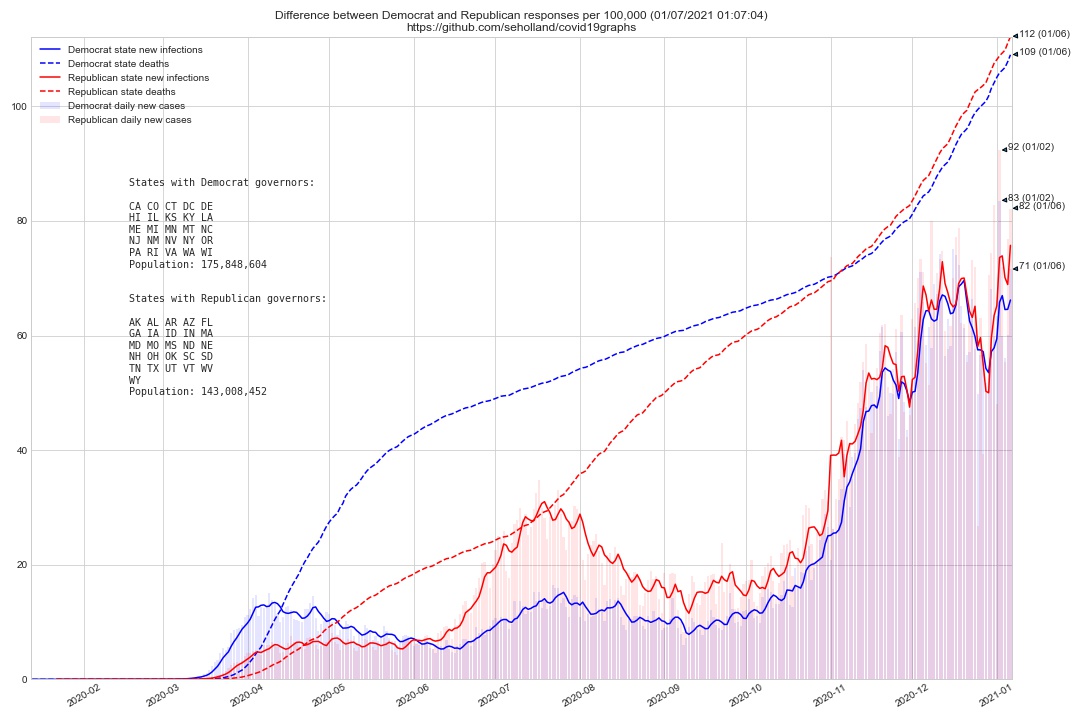 Difference between Democrat and Republican responses per 100,000 (01/07/2021 01:07:04)
https://github.com/seholland/covid19graphs
Democrat state new infections
Democrat state deaths
Republican state new infections
Republican state deaths
Democrat daily new cases
Republican daily new cases
States with Democrat governors:
CA CO CT DC DE
HI IL KS KY LA
ME MI MN MT NC
NJ NM NV NY OR
PA RI VA WA WI
Population: 175,848,604
States with Republican governors:
AK AL AR AZ FL
GA IA ID IN MA
MD MO MS ND NE
NH OH OK SC SD
TN TX UT VT WV
WY
Population: 143,008,452
112 (01/06)
109 (01/06)
92 (01/02)
83 (01/02)
82 (01/06)
71 (01/06)
100
80
60
40
20
0
2020-02
2020-03
2020-04
2020-05
2020-06
2020-07
2020-08
2020-09
2020-10
2020-11
2020-12
2021-01